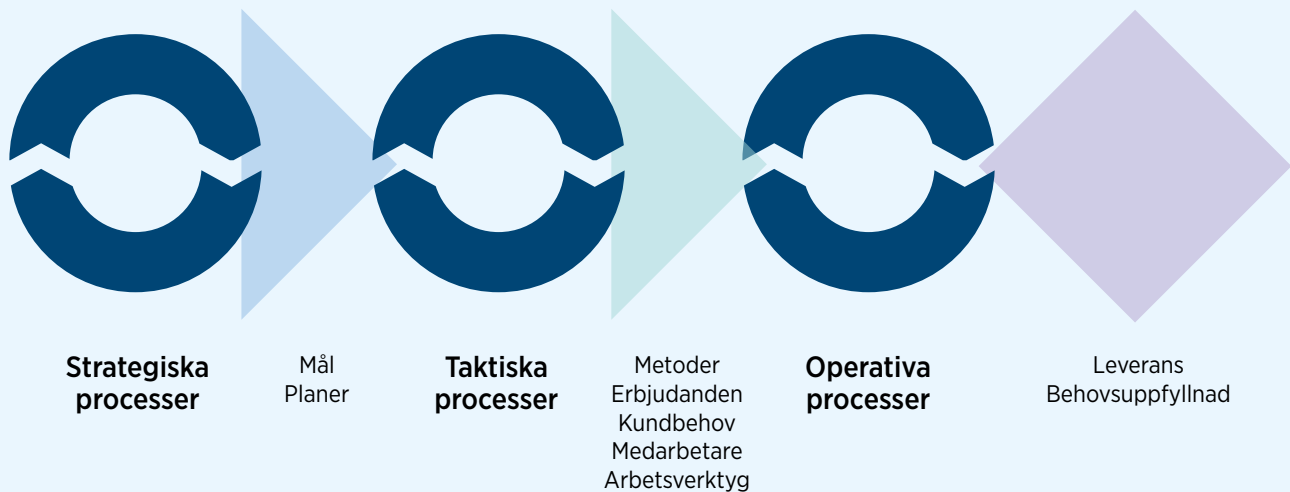 Strategiska
processer
Mål
Planer
Taktiska
processer
Metoder
Erbjudanden
Kundbehov
Medarbetare
Arbetsverktyg
Operativa
processer
Leverans
Behovsuppfyllnad